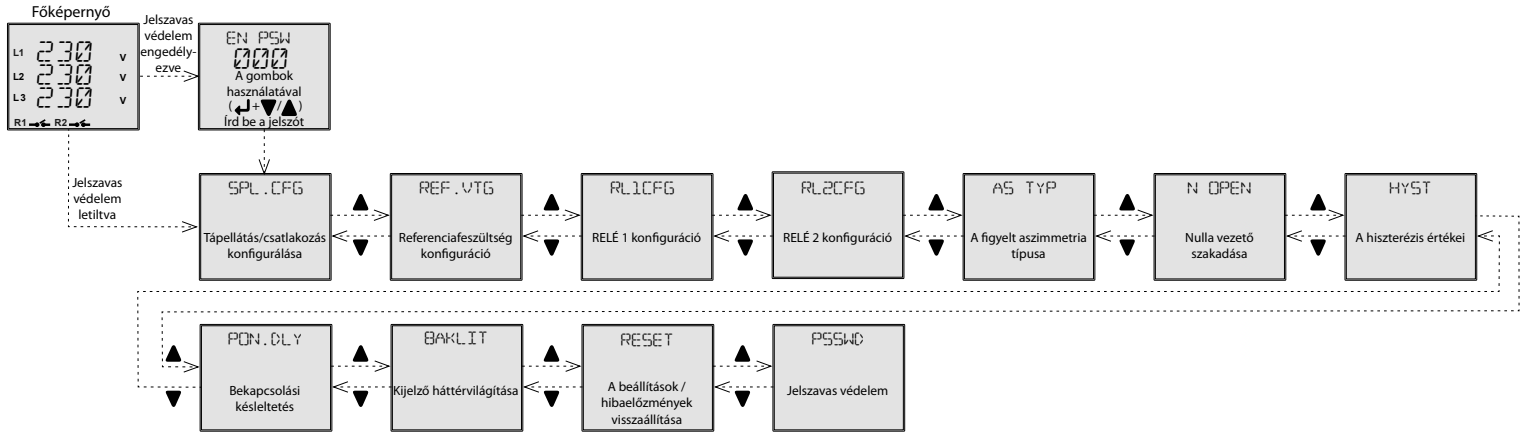 Főképernyő
L1 230 V
L2 230 V
L3 230 V
R1 R2
Jelszavas
védelem
engedély-
ezve
EN PSW
000
A gombok
használatával
(↵+▼/▲)
Írd be a jelszót
Jelszavas
védelem
letiltva
SPL.CFG
Tápellátás/csatlakozás
konfigurálása
REF.VTG
Referenciafeszültség
konfiguráció
RL1CFG
RELÉ 1 konfiguráció
RL2CFG
RELÉ 2 konfiguráció
AS TYP
A figyelt aszimmetria
típusa
N OPEN
Nulla vezető
szakadása
HYST
A hiszterézis értékei
PON.DLY
Bekapcsolási
késleltetés
BAKLIT
Kijelző háttérvilágítása
RESET
A beállítások /
hibaelőzmények
visszaállítása
PSSWD
Jelszavas védelem